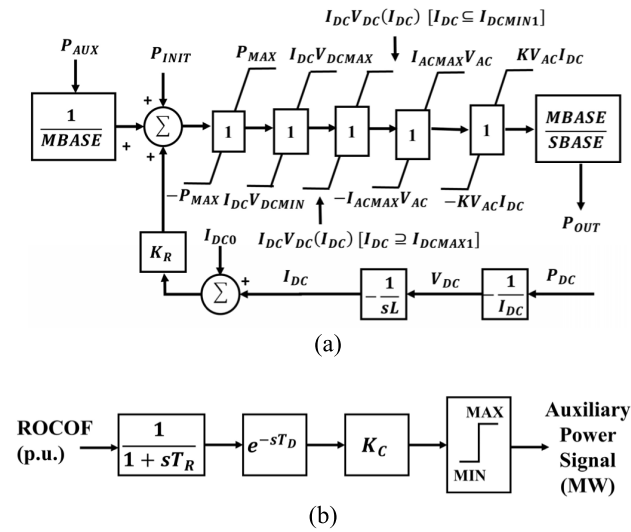 I_DC V_DC (I_DC) [I_DC ⊆ I_DCMIN1]
P_AUX
P_INIT
P_MAX
I_DC V_DCMAX
I_ACMAX V_AC
KV_AC I_DC
1
MBASE
+
+
+
∑
1
1
1
1
1
MBASE
SBASE
−P_MAX
I_DC V_DCMIN
−I_ACMAX V_AC
−KV_AC I_DC
P_OUT
I_DC V_DC (I_DC) [I_DC ⊇ I_DCMAX1]
K_R
I_DC0
∑
+
I_DC
−1
sL
V_DC
−1
I_DC
P_DC
(a)
ROCOF
(p.u.)
1
1 + sT_R
e^−sT_D
K_C
MAX
MIN
Auxiliary
Power
Signal
(MW)
(b)